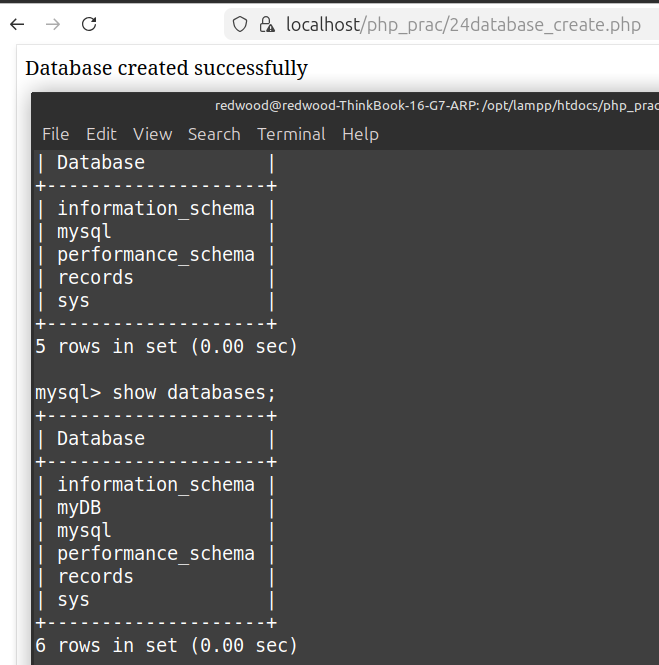 localhost/php_prac/24database_create.php
Database created successfully
redwood@redwood-ThinkBook-16-G7-ARP: /opt/lampp/htdocs/php_prac
File Edit View Search Terminal Help
| Database           |
+--------------------+
| information_schema |
| mysql              |
| performance_schema |
| records            |
| sys                |
+--------------------+
5 rows in set (0.00 sec)
mysql> show databases;
+--------------------+
| Database           |
+--------------------+
| information_schema |
| myDB               |
| mysql              |
| performance_schema |
| records            |
| sys                |
+--------------------+
6 rows in set (0.00 sec)